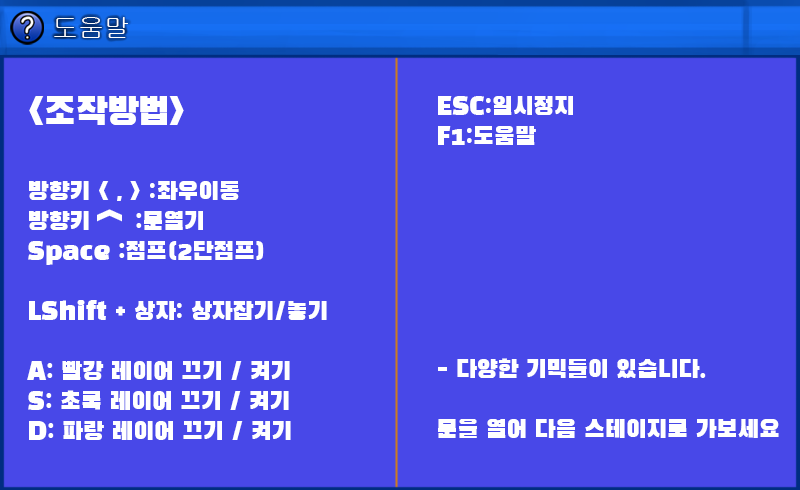 도움말
<조작방법>
방향키 < , > :좌우이동
방향키 ︿ :문열기
Space :점프(2단점프)
LShift + 상자: 상자잡기/놓기
A: 빨강 레이어 끄기 / 켜기
S: 초록 레이어 끄기 / 켜기
D: 파랑 레이어 끄기 / 켜기
ESC:일시정지
F1:도움말
- 다양한 기믹들이 있습니다.
문을 열어 다음 스테이지로 가보세요